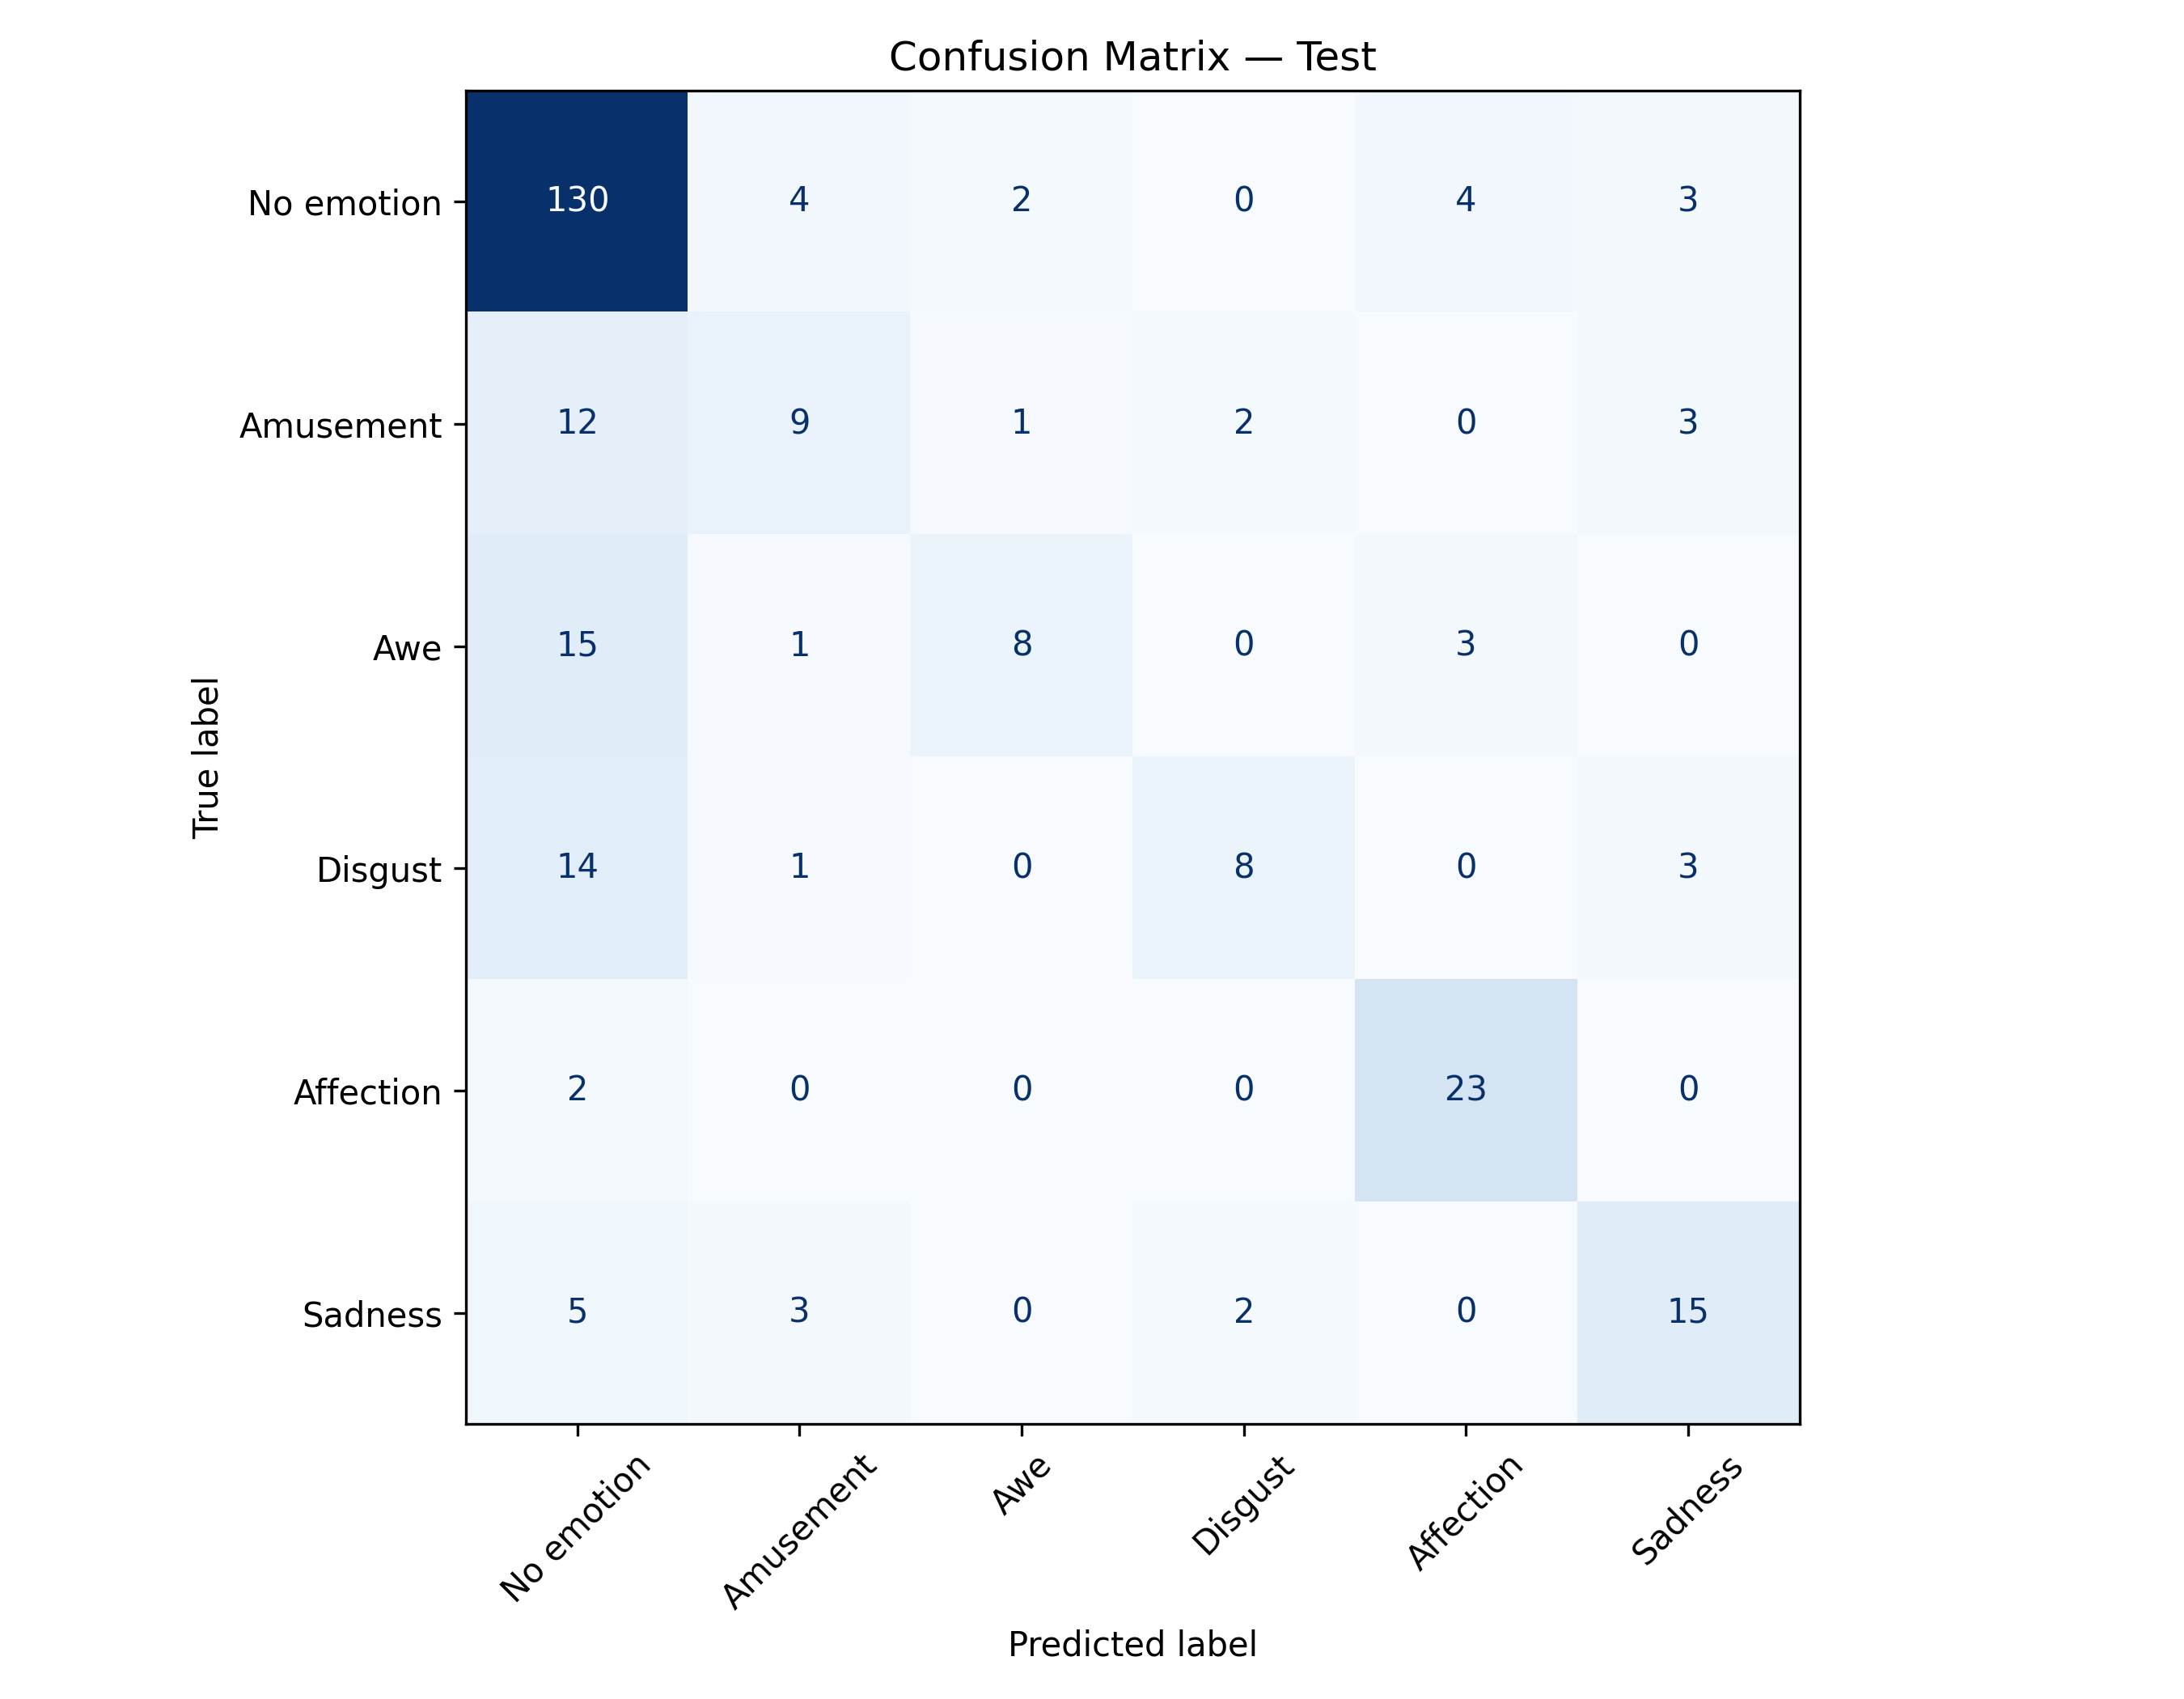 Confusion Matrix — Test
No emotion 130 4 2 0 4 3
Amusement 12 9 1 2 0 3
Awe 15 1 8 0 3 0
True label
Disgust 14 1 0 8 0 3
Affection 2 0 0 0 23 0
Sadness 5 3 0 2 0 15
No emotion Amusement Awe Disgust Affection Sadness
Predicted label